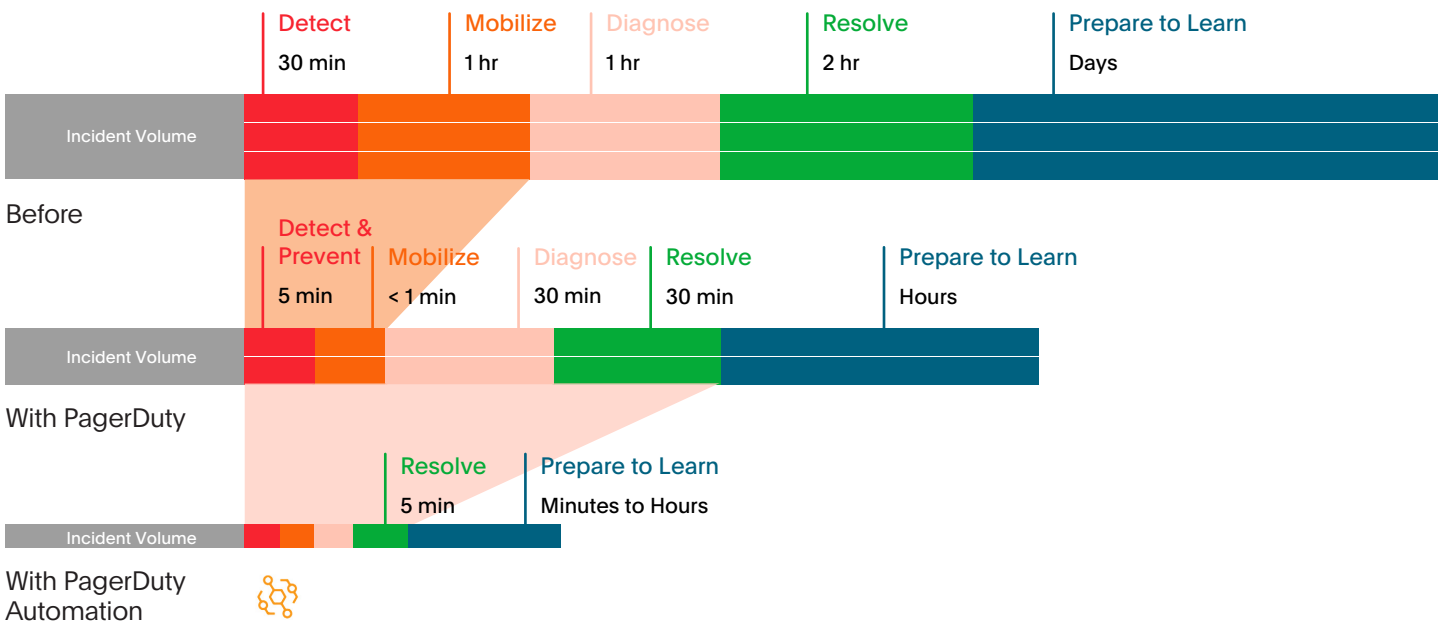 Detect
30 min
Mobilize
1 hr
Diagnose
1 hr
Resolve
2 hr
Prepare to Learn
Days
Incident Volume
Before
Detect &
Prevent
5 min
Mobilize
< 1 min
Diagnose
30 min
Resolve
30 min
Prepare to Learn
Hours
Incident Volume
With PagerDuty
Resolve
5 min
Prepare to Learn
Minutes to Hours
Incident Volume
With PagerDuty
Automation